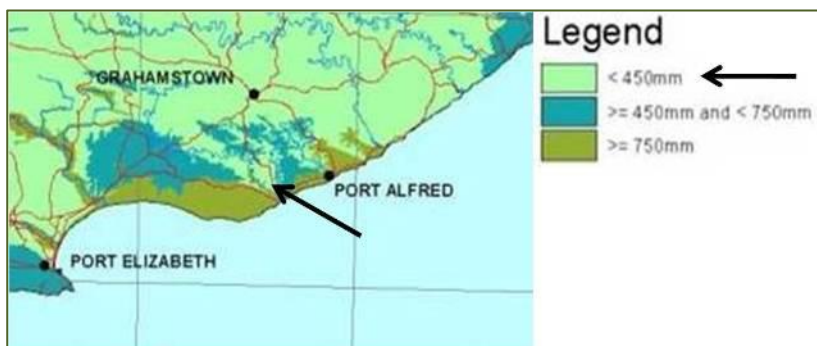 GRAHAMSTOWN
PORT ALFRED
PORT ELIZABETH
Legend
< 450mm
>= 450mm and < 750mm
>= 750mm